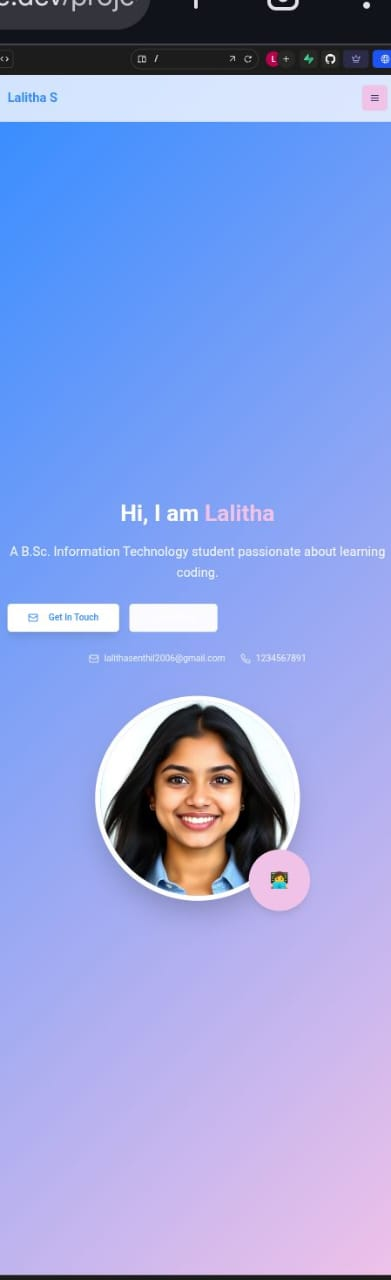 e.dev/proje
/
L
Lalitha S
Hi, I am Lalitha
A B.Sc. Information Technology student passionate about learning
coding.
Get in Touch
lalithasenthil2006@gmail.com 1234567891